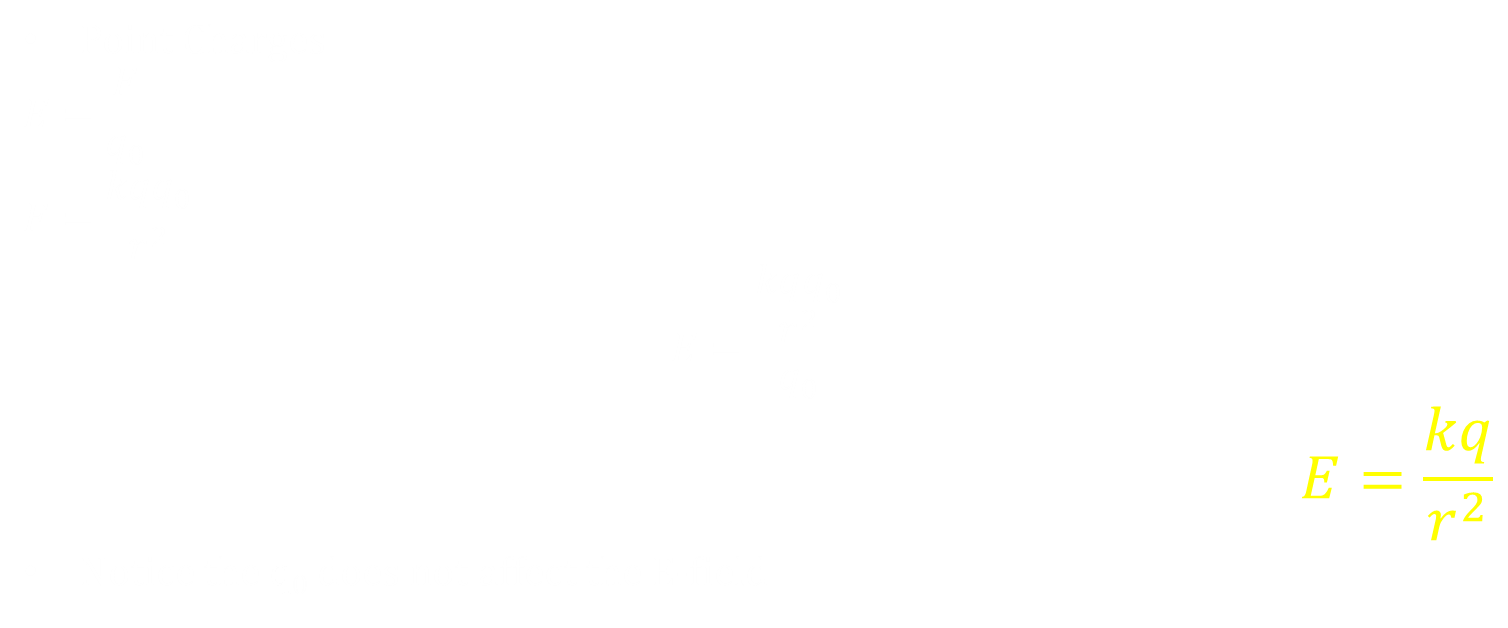 E = kq/r²